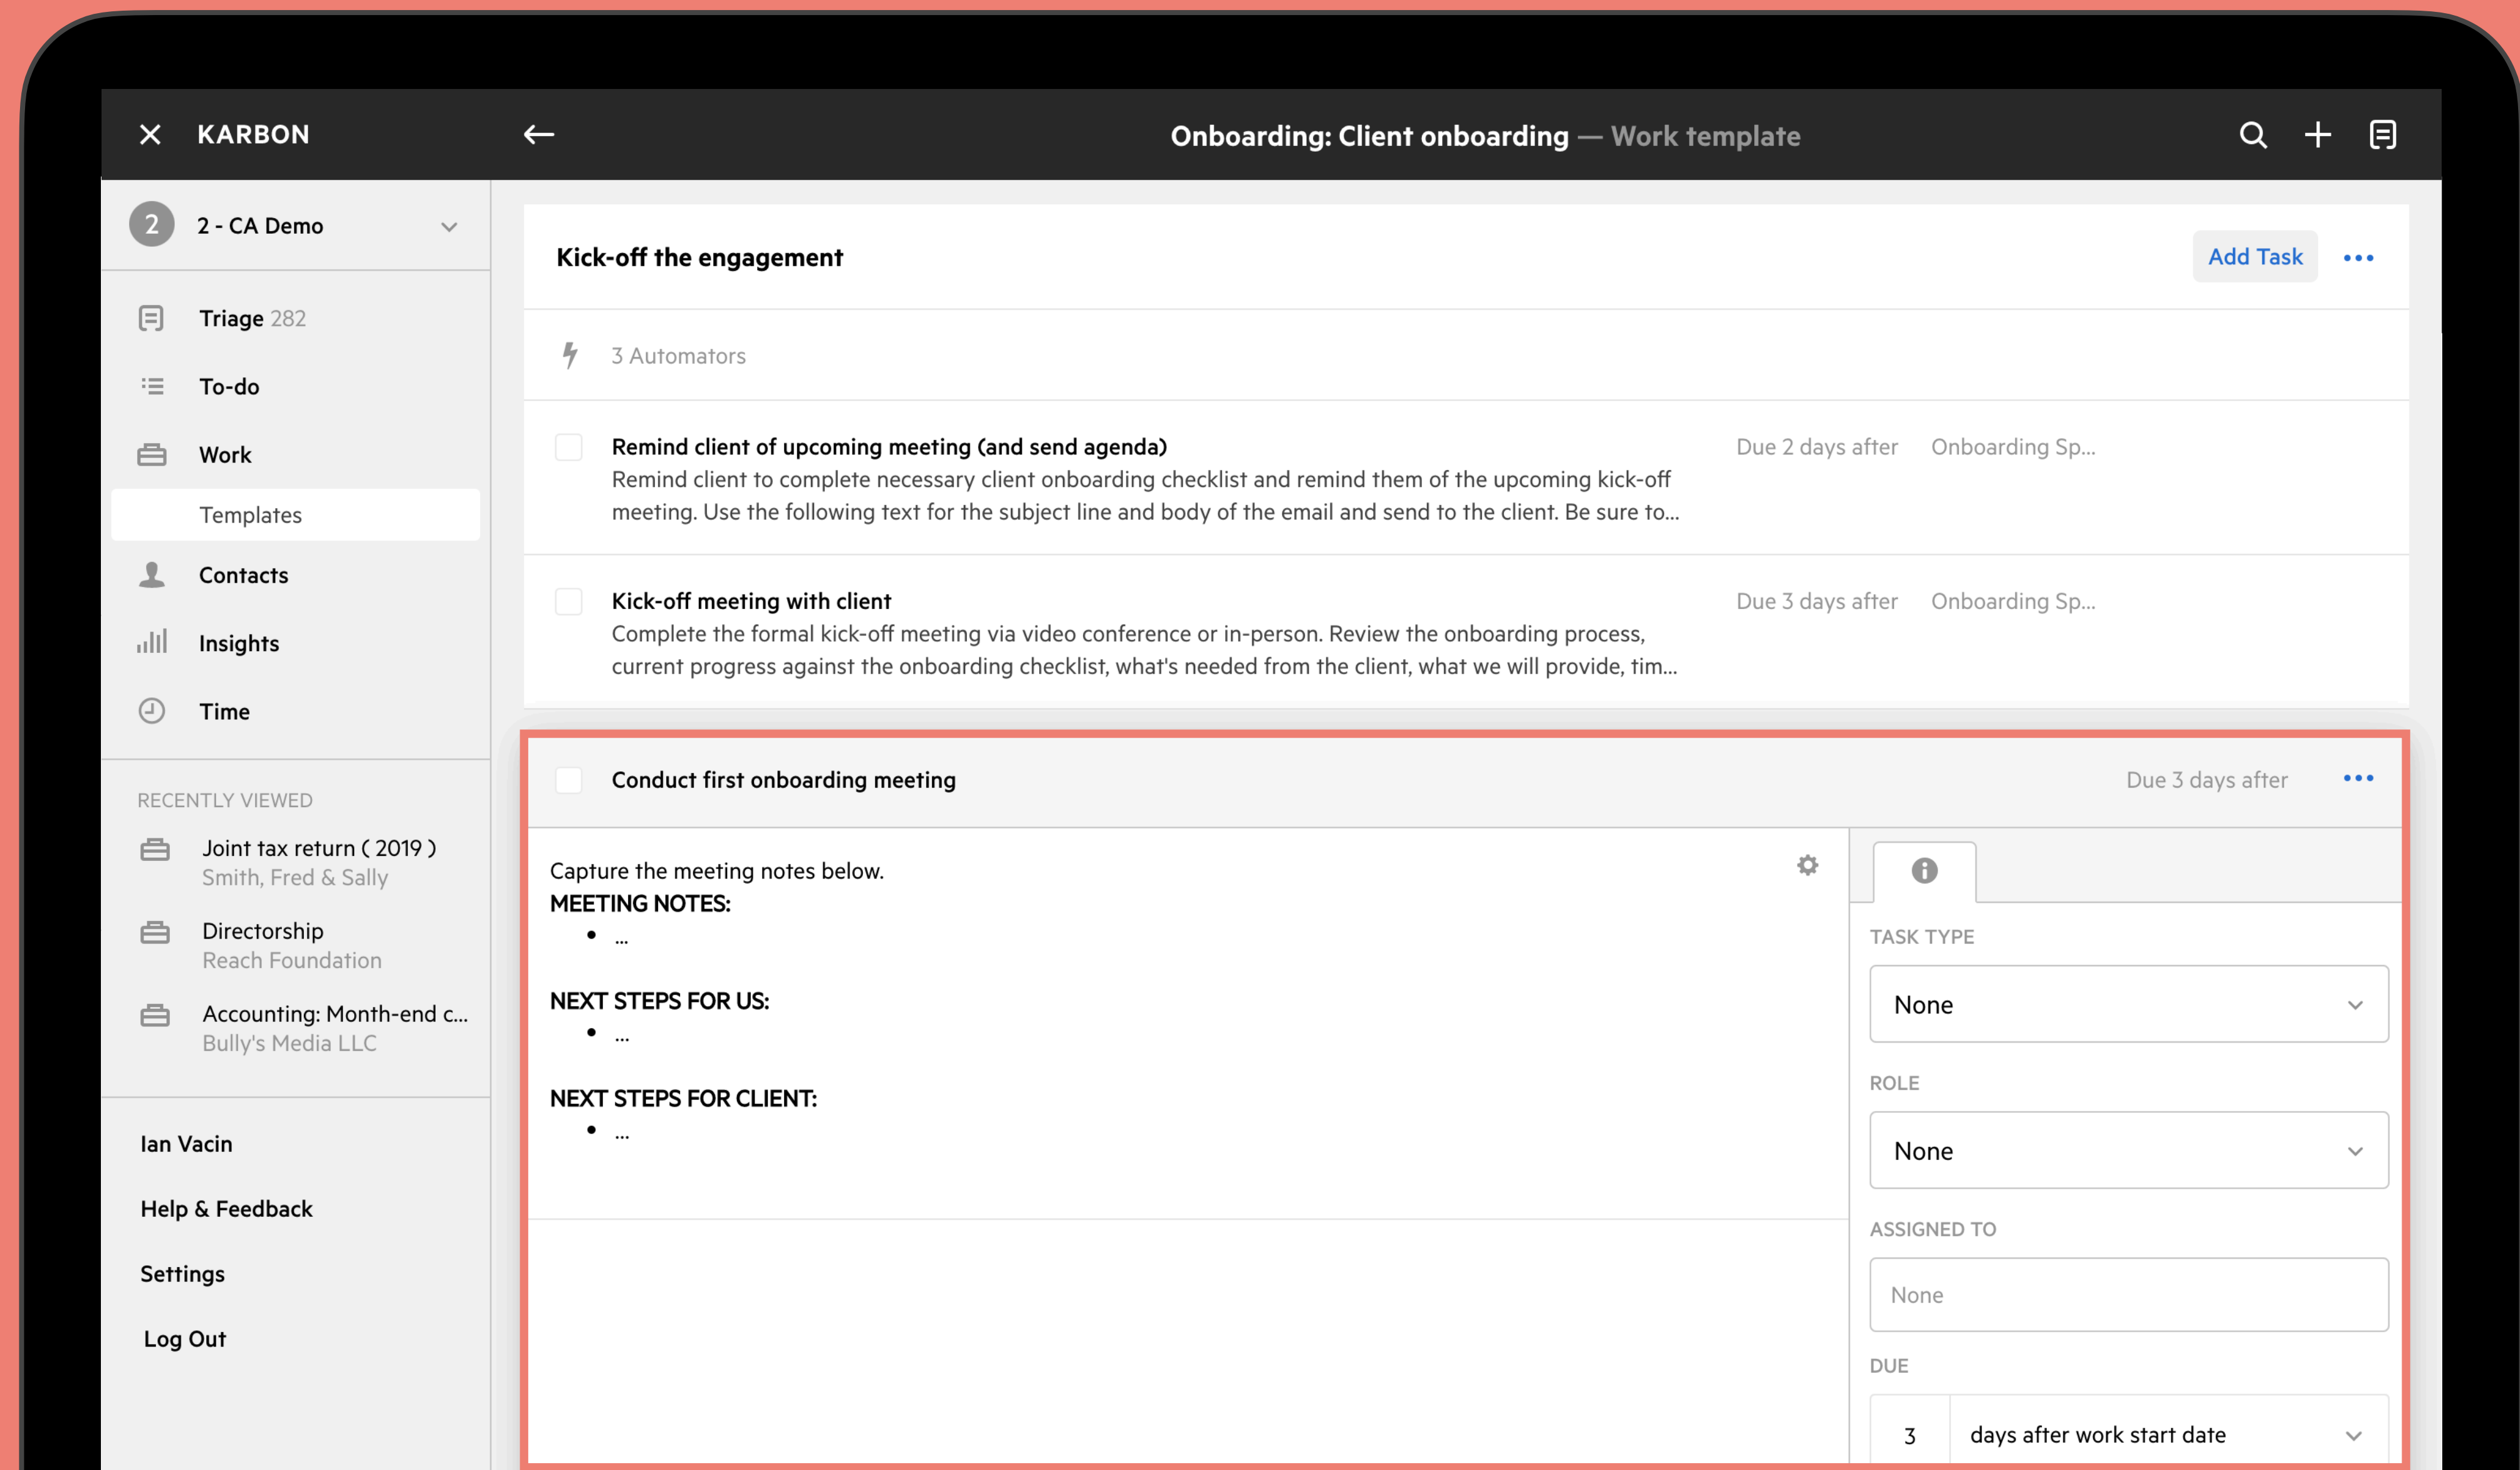 KARBON
Onboarding: Client onboarding — Work template
2 2 - CA Demo
Triage 282
To-do
Work
Templates
Contacts
Insights
Time
RECENTLY VIEWED
Joint tax return ( 2019 )
Smith, Fred & Sally
Directorship
Reach Foundation
Accounting: Month-end c...
Bully's Media LLC
Ian Vacin
Help & Feedback
Settings
Log Out
Kick-off the engagement
Add Task
3 Automators
Remind client of upcoming meeting (and send agenda)
Due 2 days after Onboarding Sp...
Remind client to complete necessary client onboarding checklist and remind them of the upcoming kick-off
meeting. Use the following text for the subject line and body of the email and send to the client. Be sure to...
Kick-off meeting with client
Due 3 days after Onboarding Sp...
Complete the formal kick-off meeting via video conference or in-person. Review the onboarding process,
current progress against the onboarding checklist, what's needed from the client, what we will provide, tim...
Conduct first onboarding meeting
Due 3 days after
Capture the meeting notes below.
MEETING NOTES:
• ...
NEXT STEPS FOR US:
• ...
NEXT STEPS FOR CLIENT:
• ...
TASK TYPE
None
ROLE
None
ASSIGNED TO
None
DUE
3 days after work start date